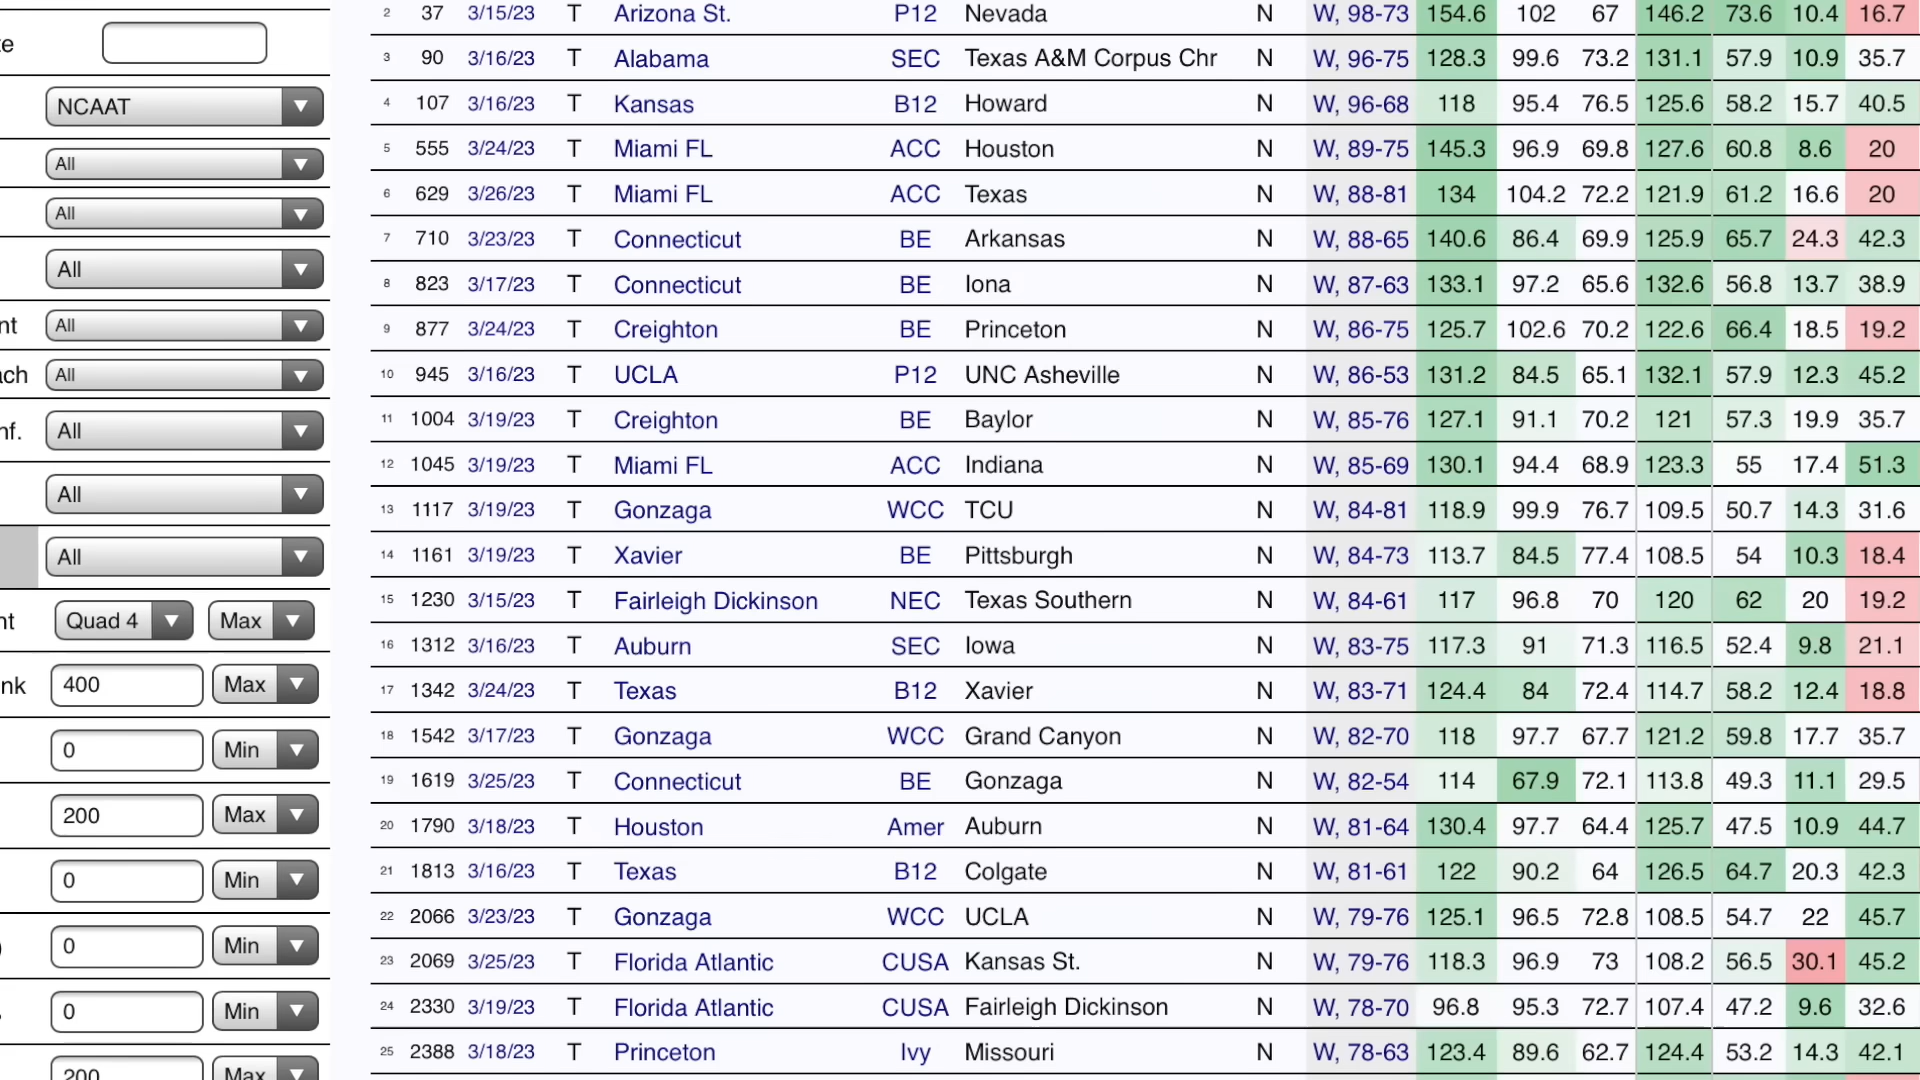 2 37 3/15/23 T Arizona St. P12 Nevada N W, 98-73 154.6 102 67 146.2 73.6 10.4 16.7
te
3 90 3/16/23 T Alabama SEC Texas A&M Corpus Chr N W, 96-75 128.3 99.6 73.2 131.1 57.9 10.9 35.7
NCAAT
4 107 3/16/23 T Kansas B12 Howard N W, 96-68 118 95.4 76.5 125.6 58.2 15.7 40.5
All
5 555 3/24/23 T Miami FL ACC Houston N W, 89-75 145.3 96.9 69.8 127.6 60.8 8.6 20
6 629 3/26/23 T Miami FL ACC Texas N W, 88-81 134 104.2 72.2 121.9 61.2 16.6 20
All
7 710 3/23/23 T Connecticut BE Arkansas N W, 88-65 140.6 86.4 69.9 125.9 65.7 24.3 42.3
All
8 823 3/17/23 T Connecticut BE Iona N W, 87-63 133.1 97.2 65.6 132.6 56.8 13.7 38.9
nt All
9 877 3/24/23 T Creighton BE Princeton N W, 86-75 125.7 102.6 70.2 122.6 66.4 18.5 19.2
ach All
10 945 3/16/23 T UCLA P12 UNC Asheville N W, 86-53 131.2 84.5 65.1 132.1 57.9 12.3 45.2
nf. All
11 1004 3/19/23 T Creighton BE Baylor N W, 85-76 127.1 91.1 70.2 121 57.3 19.9 35.7
12 1045 3/19/23 T Miami FL ACC Indiana N W, 85-69 130.1 94.4 68.9 123.3 55 17.4 51.3
All
13 1117 3/19/23 T Gonzaga WCC TCU N W, 84-81 118.9 99.9 76.7 109.5 50.7 14.3 31.6
All
14 1161 3/19/23 T Xavier BE Pittsburgh N W, 84-73 113.7 84.5 77.4 108.5 54 10.3 18.4
nt Quad 4 Max
15 1230 3/15/23 T Fairleigh Dickinson NEC Texas Southern N W, 84-61 117 96.8 70 120 62 20 19.2
16 1312 3/16/23 T Auburn SEC Iowa N W, 83-75 117.3 91 71.3 116.5 52.4 9.8 21.1
nk 400 Max
17 1342 3/24/23 T Texas B12 Xavier N W, 83-71 124.4 84 72.4 114.7 58.2 12.4 18.8
0 Min
18 1542 3/17/23 T Gonzaga WCC Grand Canyon N W, 82-70 118 97.7 67.7 121.2 59.8 17.7 35.7
19 1619 3/25/23 T Connecticut BE Gonzaga N W, 82-54 114 67.9 72.1 113.8 49.3 11.1 29.5
200 Max
20 1790 3/18/23 T Houston Amer Auburn N W, 81-64 130.4 97.7 64.4 125.7 47.5 10.9 44.7
0 Min
21 1813 3/16/23 T Texas B12 Colgate N W, 81-61 122 90.2 64 126.5 64.7 20.3 42.3
22 2066 3/23/23 T Gonzaga WCC UCLA N W, 79-76 125.1 96.5 72.8 108.5 54.7 22 45.7
) 0 Min
23 2069 3/25/23 T Florida Atlantic CUSA Kansas St. N W, 79-76 118.3 96.9 73 108.2 56.5 30.1 45.2
0 Min
24 2330 3/19/23 T Florida Atlantic CUSA Fairleigh Dickinson N W, 78-70 96.8 95.3 72.7 107.4 47.2 9.6 32.6
25 2388 3/18/23 T Princeton Ivy Missouri N W, 78-63 123.4 89.6 62.7 124.4 53.2 14.3 42.1
200 Max